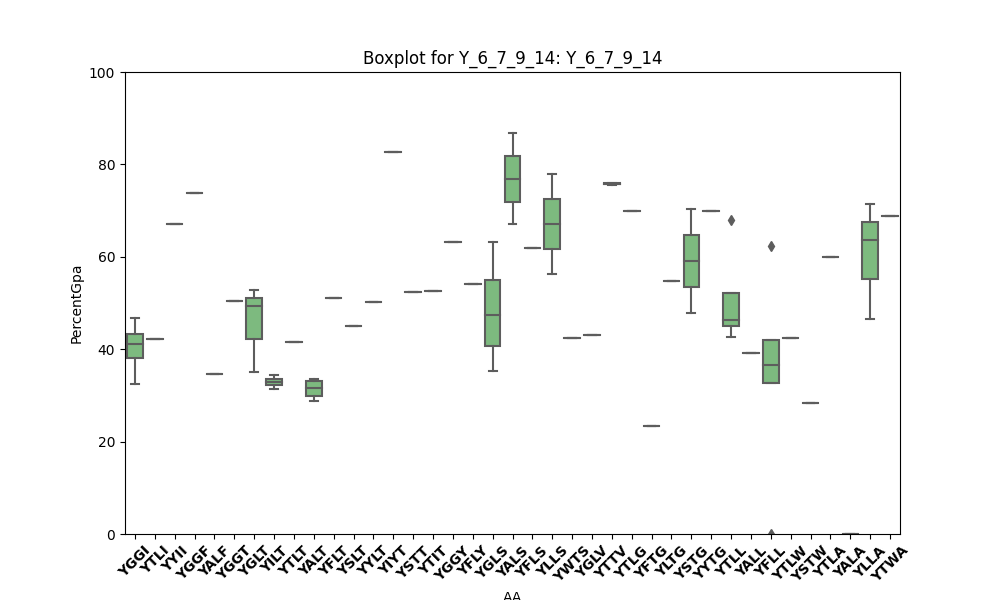 Boxplot for Y_6_7_9_14: Y_6_7_9_14
100
80
60
40
20
0
PercentGpa
YGGI YTLI YYII YGGF YALF YGGT YGLT YILT YTLT YALT YFLT YSLT YYLT YIYT YSTT YTIT YGGY YFLY YGLS YALS YFLS YLLS YWTS YGLV YTTV YTLG YFTG YLTG YSTG YYTG YTLL YALL YFLL YTLW YSTW YTLA YALA YLLA YTWA
AA